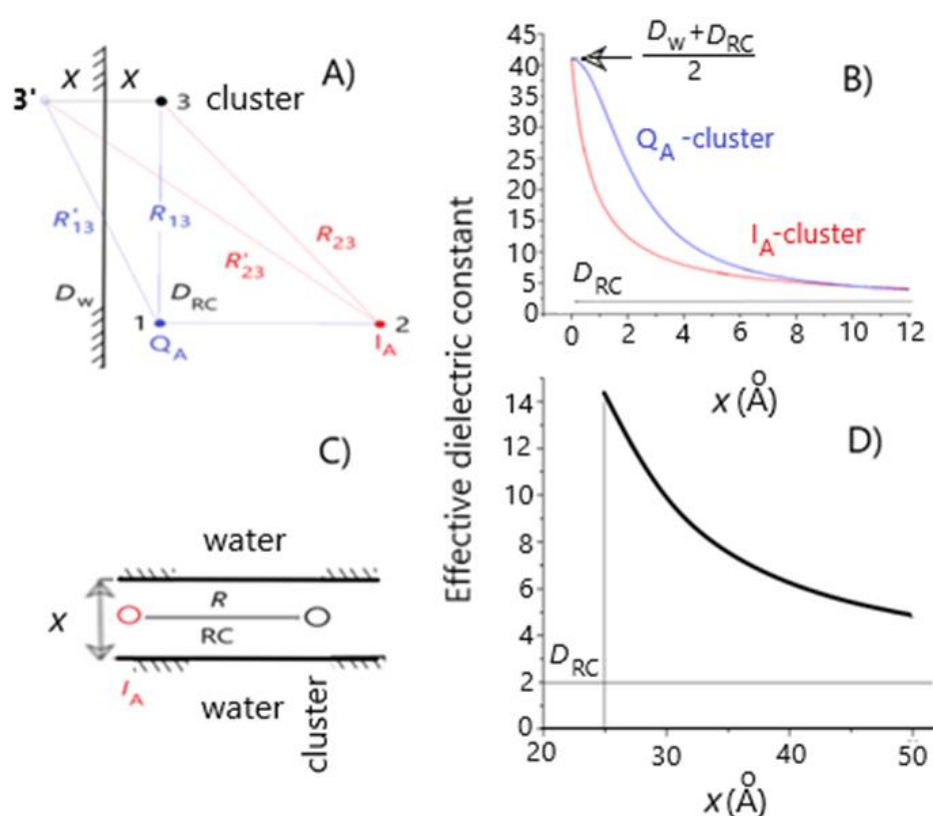 A)
x x
3' 3 cluster
R'13 R13 R23
R'23
Dw DRC
1 2
QA IA
B)
Dw+DRC
2
QA -cluster
IA-cluster
DRC
45
40
35
30
25
20
15
10
5
0
0 2 4 6 8 10 12
x (Å)
Effective dielectric constant
C)
water
x
R
RC
IA
water
cluster
D)
14
12
10
8
6
4
2
0
DRC
20 30 40 50
x (Å)